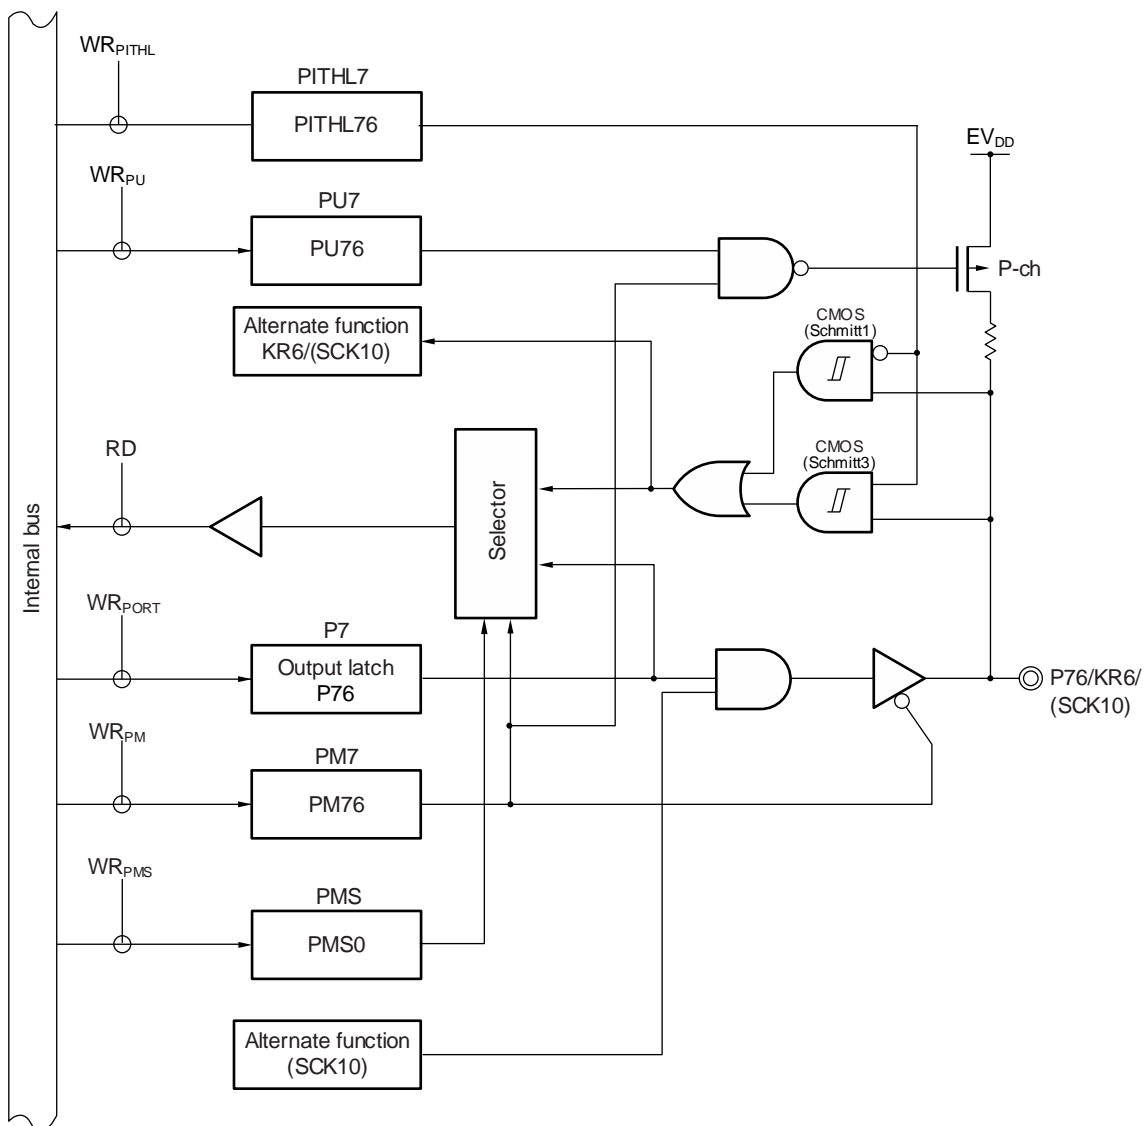 WRPITHL
PITHL7
PITHL76
EVDD
WRPU
PU7
PU76
P-ch
Alternate function
KR6/(SCK10)
CMOS
(Schmitt1)
RD
Selector
CMOS
(Schmitt3)
Internal bus
WRPORT
P7
Output latch
P76
P76/KR6/
(SCK10)
WRPM
PM7
PM76
WRPMS
PMS
PMS0
Alternate function
(SCK10)